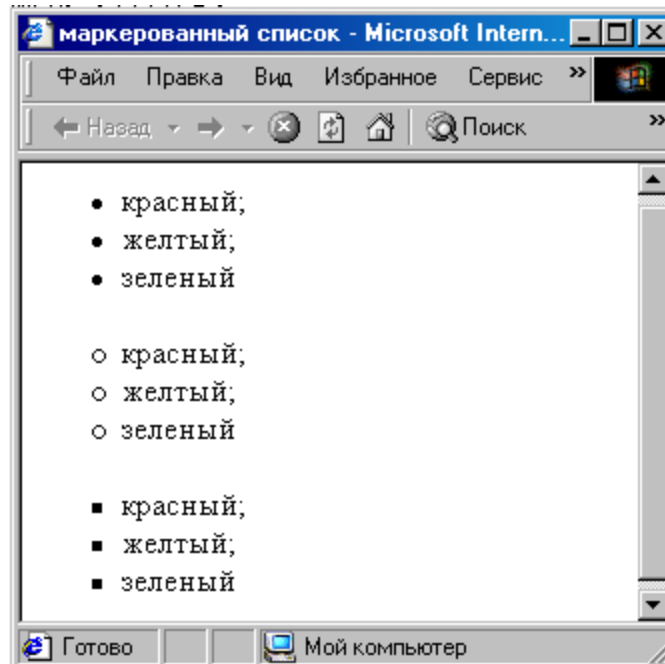 маркерованный список - Microsoft Intern...
Файл Правка Вид Избранное Сервис »
Назад Поиск »
• красный;
• желтый;
• зеленый
○ красный;
○ желтый;
○ зеленый
▪ красный;
▪ желтый;
▪ зеленый
Готово Мой компьютер